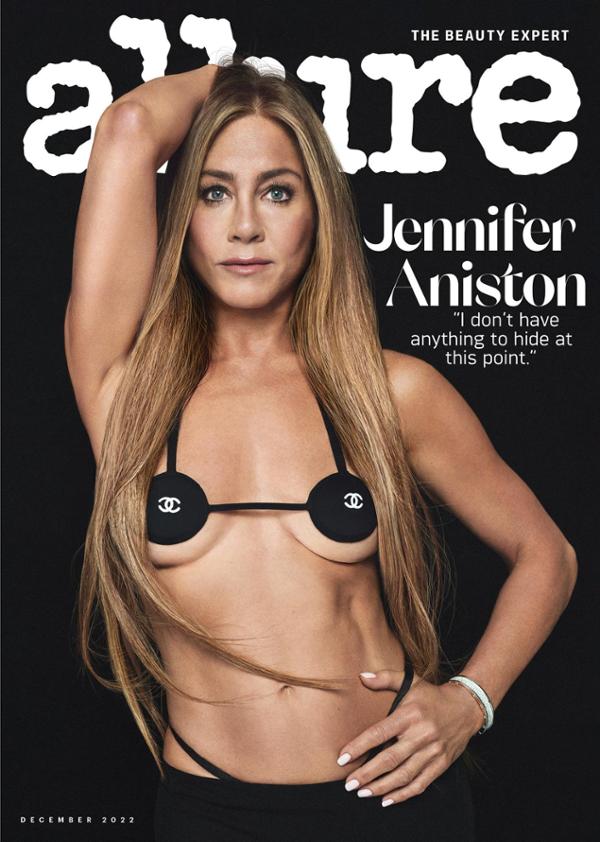 THE BEAUTY EXPERT
allure
Jennifer
Aniston
“I don’t have
anything to hide at
this point.”
DECEMBER 2022